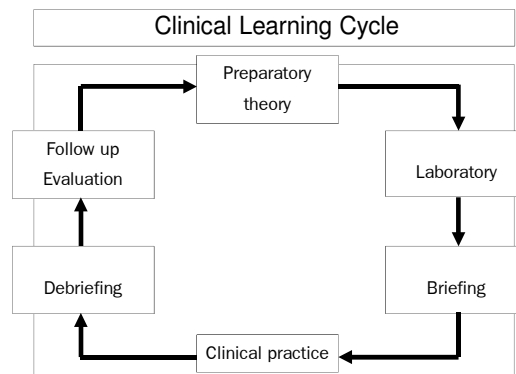 Clinical Learning Cycle
Preparatory
theory
Laboratory
Briefing
Clinical practice
Debriefing
Follow up
Evaluation